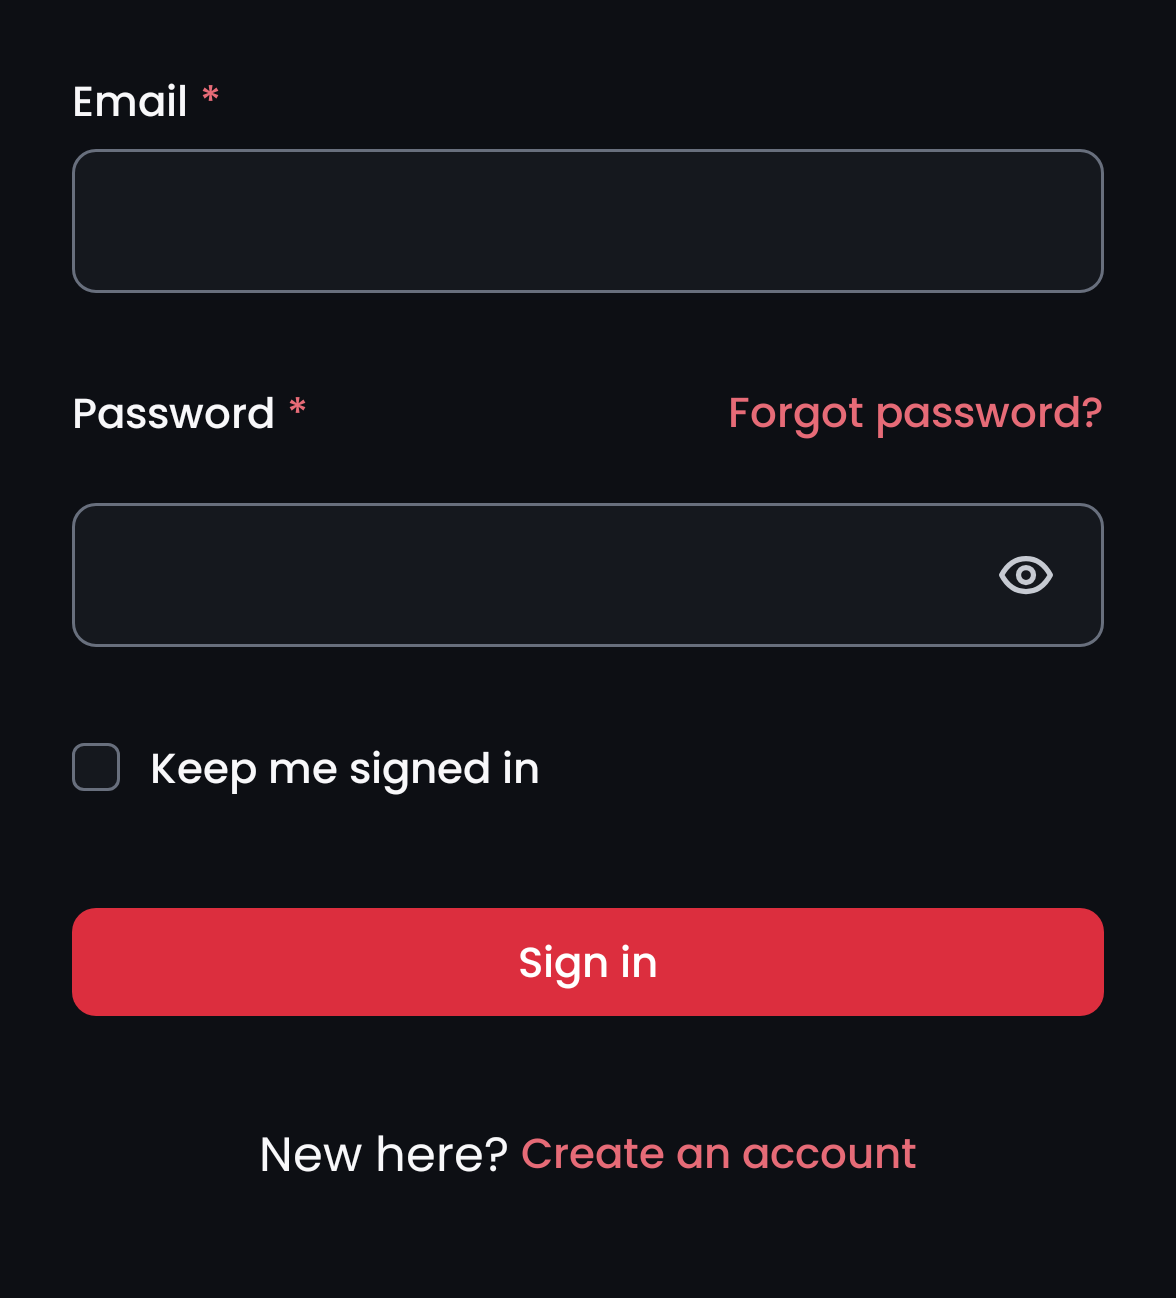 Email *
Password * Forgot password?
Keep me signed in
Sign in
New here? Create an account